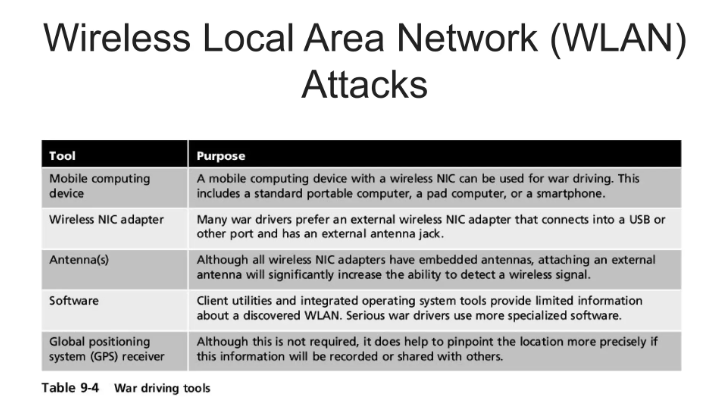 Wireless Local Area Network (WLAN)
Attacks
Tool
Purpose
Mobile computing
device
A mobile computing device with a wireless NIC can be used for war driving. This
includes a standard portable computer, a pad computer, or a smartphone.
Wireless NIC adapter
Many war drivers prefer an external wireless NIC adapter that connects into a USB or
other port and has an external antenna jack.
Antenna(s)
Although all wireless NIC adapters have embedded antennas, attaching an external
antenna will significantly increase the ability to detect a wireless signal.
Software
Client utilities and integrated operating system tools provide limited information
about a discovered WLAN. Serious war drivers use more specialized software.
Global positioning
system (GPS) receiver
Although this is not required, it does help to pinpoint the location more precisely if
this information will be recorded or shared with others.
Table 9-4 War driving tools